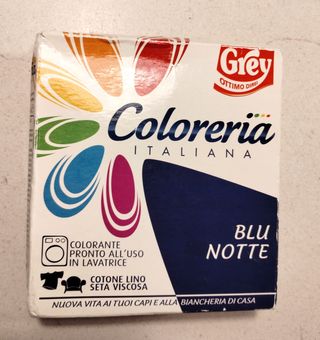 Grey
OTTIMO DIREI
Coloreria
ITALIANA
BLU
NOTTE
COLORANTE
PRONTO ALL'USO
IN LAVATRICE
COTONE LINO
SETA VISCOSA
NUOVA VITA AI TUOI CAPI E ALLA BIANCHERIA DI CASA